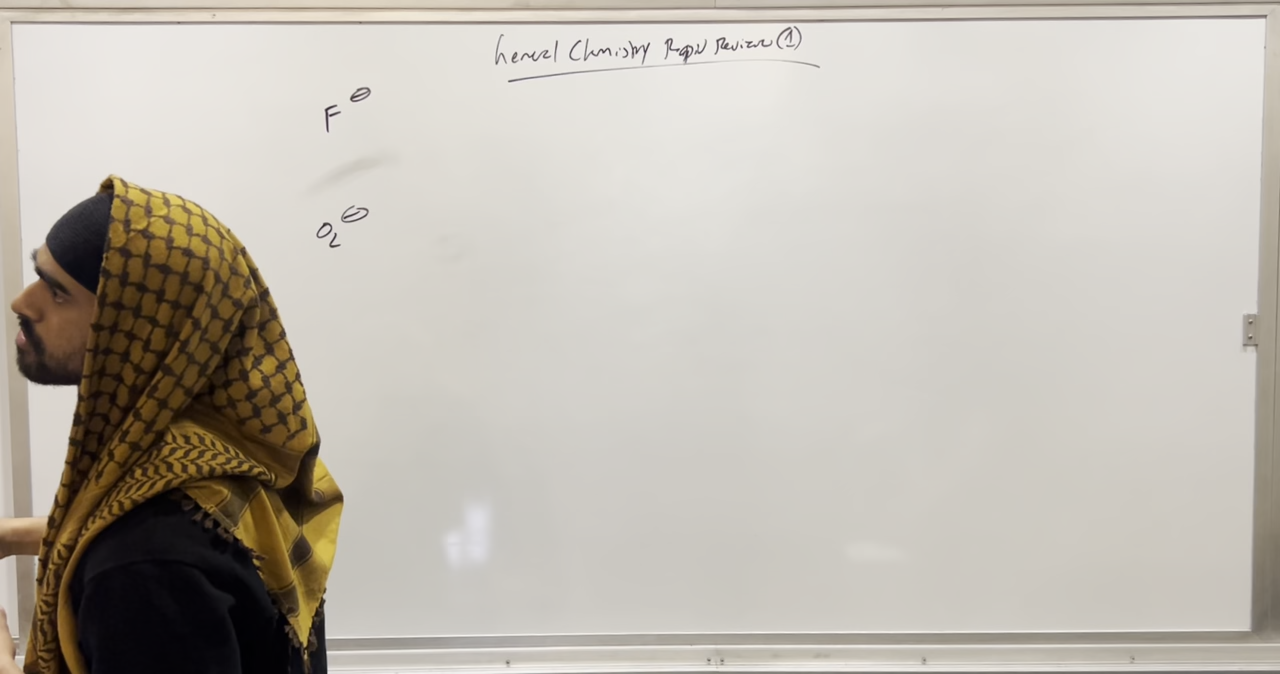 General Chemistry Rapid Review (1)
F⊖
O₂⊖